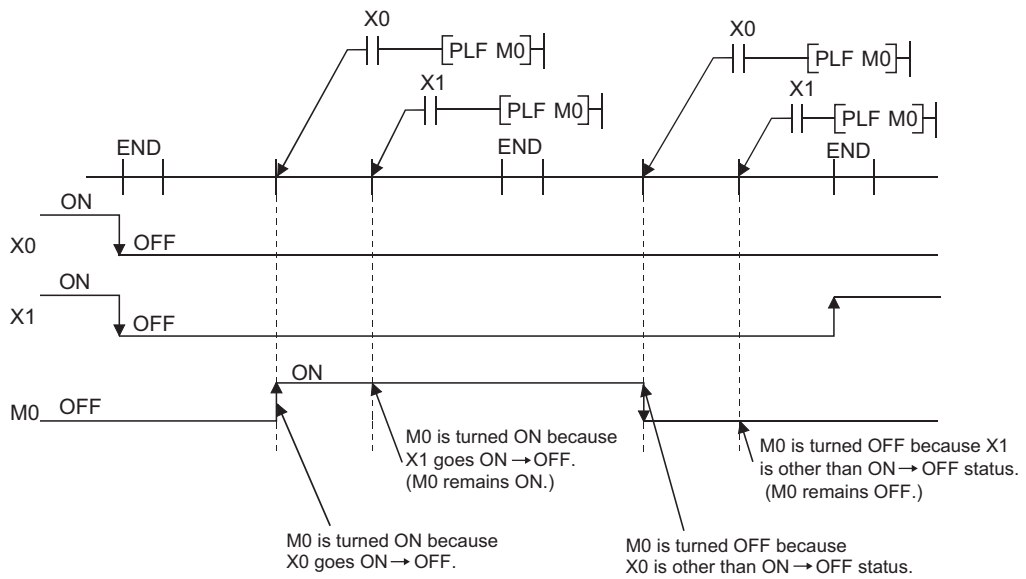 X0
[PLF M0]
X1
[PLF M0]
X0
[PLF M0]
X1
[PLF M0]
END
END
END
ON
X0
OFF
ON
X1
OFF
ON
M0
OFF
M0 is turned ON because
X1 goes ON→OFF.
(M0 remains ON.)
M0 is turned OFF because X1
is other than ON→OFF status.
(M0 remains OFF.)
M0 is turned ON because
X0 goes ON→OFF.
M0 is turned OFF because
X0 is other than ON→OFF status.